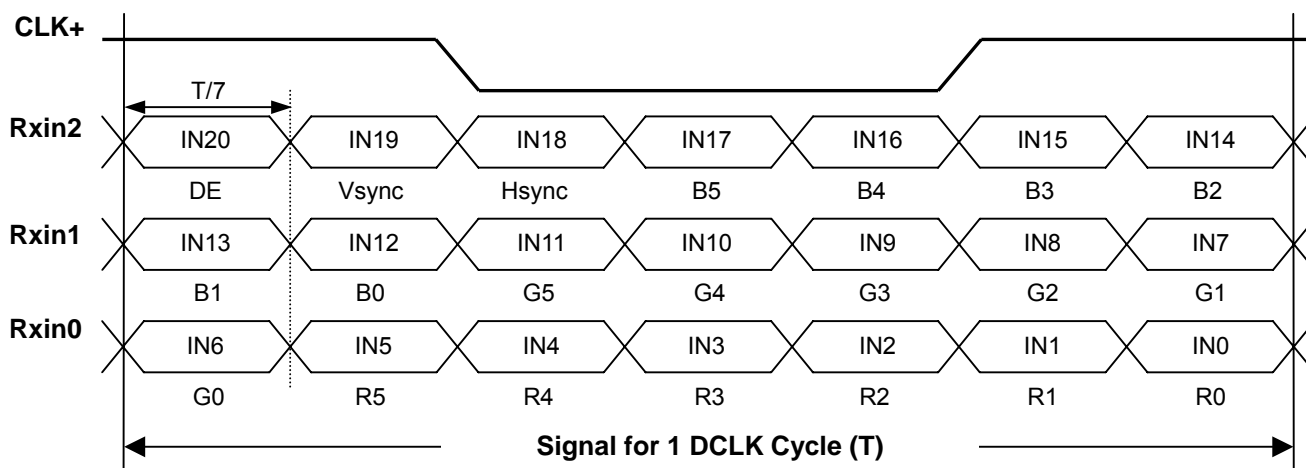 CLK+
T/7
Rxin2 IN20 IN19 IN18 IN17 IN16 IN15 IN14
DE Vsync Hsync B5 B4 B3 B2
Rxin1 IN13 IN12 IN11 IN10 IN9 IN8 IN7
B1 B0 G5 G4 G3 G2 G1
Rxin0 IN6 IN5 IN4 IN3 IN2 IN1 IN0
G0 R5 R4 R3 R2 R1 R0
Signal for 1 DCLK Cycle (T)